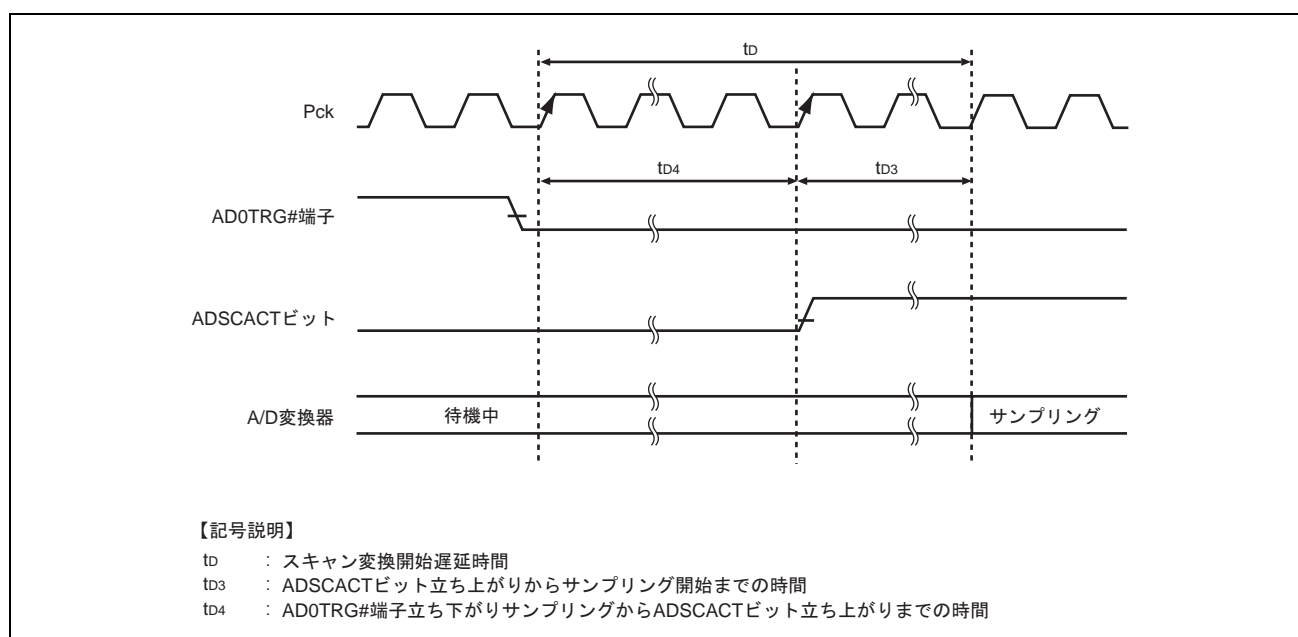 tD
Pck
tD4
tD3
AD0TRG#端子
ADSCACTビット
A/D変換器
待機中
サンプリング
【記号説明】
tD : スキャン変換開始遅延時間
tD3 : ADSCACTビット立ち上がりからサンプリング開始までの時間
tD4 : AD0TRG#端子立ち下がりサンプリングからADSCACTビット立ち上がりまでの時間